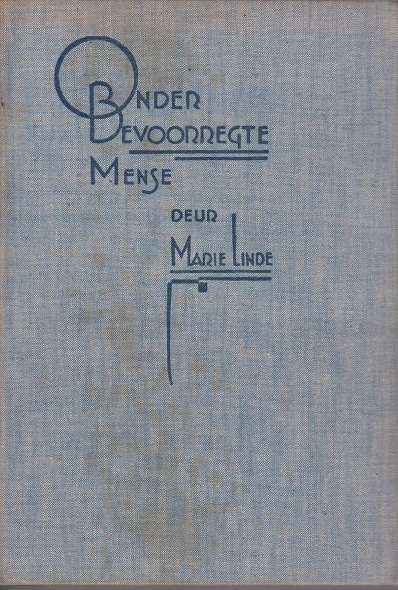 Onder
Bevoorregte
Mense
deur
Marie Linde